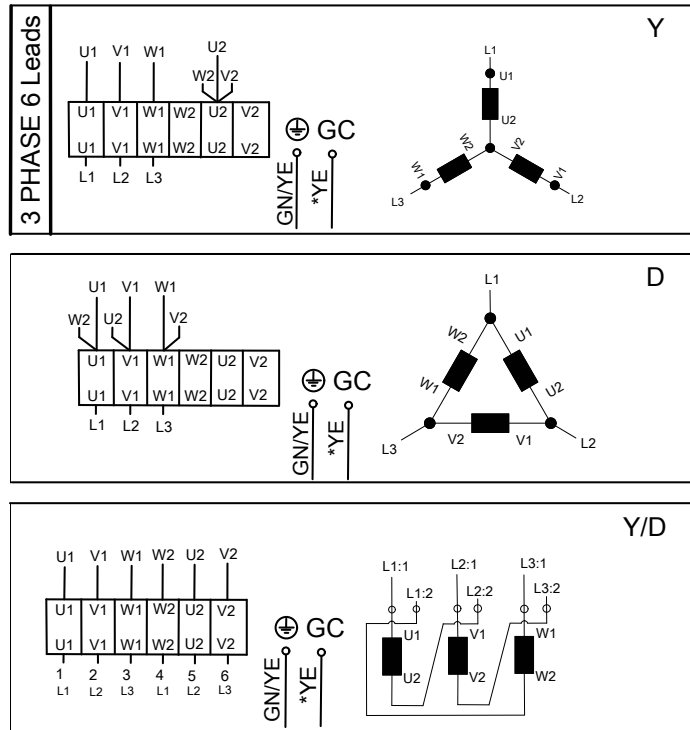 3 PHASE 6 Leads
Y
U1 V1 W1 U2
W2 V2
U1 V1 W1 W2 U2 V2
U1 V1 W1 W2 U2 V2
L1 L2 L3
GC
GN/YE
*YE
L1
U1
U2
W2
V2
W1
V1
L3
L2
D
U1 V1 W1
W2 U2 V2
U1 V1 W1 W2 U2 V2
U1 V1 W1 W2 U2 V2
L1 L2 L3
GC
GN/YE
*YE
L1
W2
U1
W1
U2
L3
V2
V1
L2
Y/D
U1 V1 W1 W2 U2 V2
U1 V1 W1 W2 U2 V2
U1 V1 W1 W2 U2 V2
1 2 3 4 5 6
L1 L2 L3 L1 L2 L3
GC
GN/YE
*YE
L1:1 L2:1 L3:1
L1:2 L2:2 L3:2
U1 V1 W1
U2 V2 W2